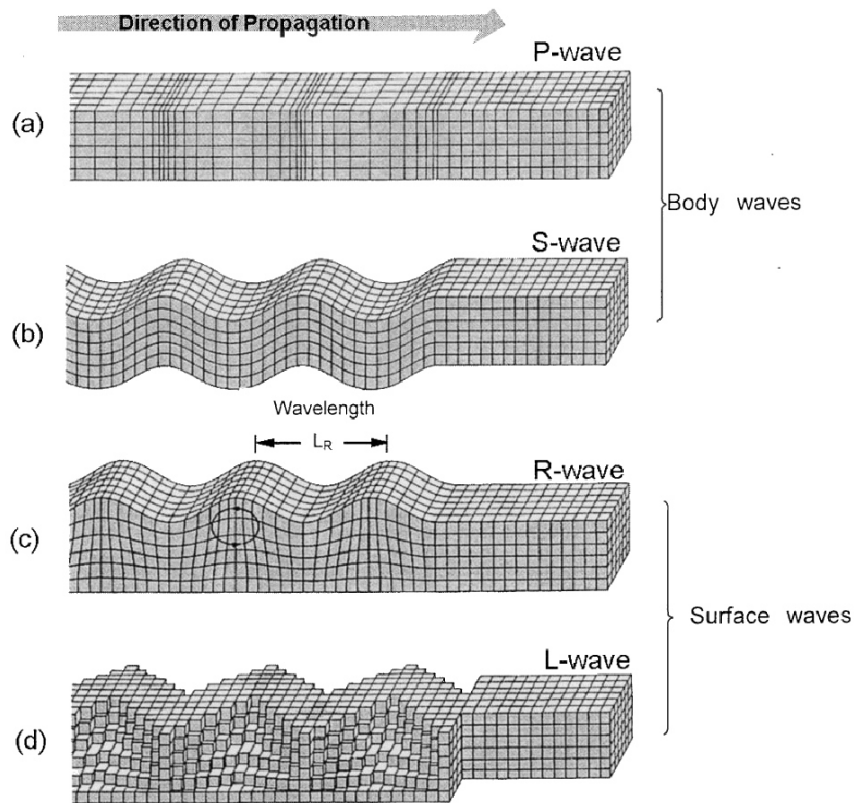 Direction of Propagation
P-wave
(a)
Body waves
S-wave
(b)
Wavelength
L_R
R-wave
(c)
Surface waves
L-wave
(d)